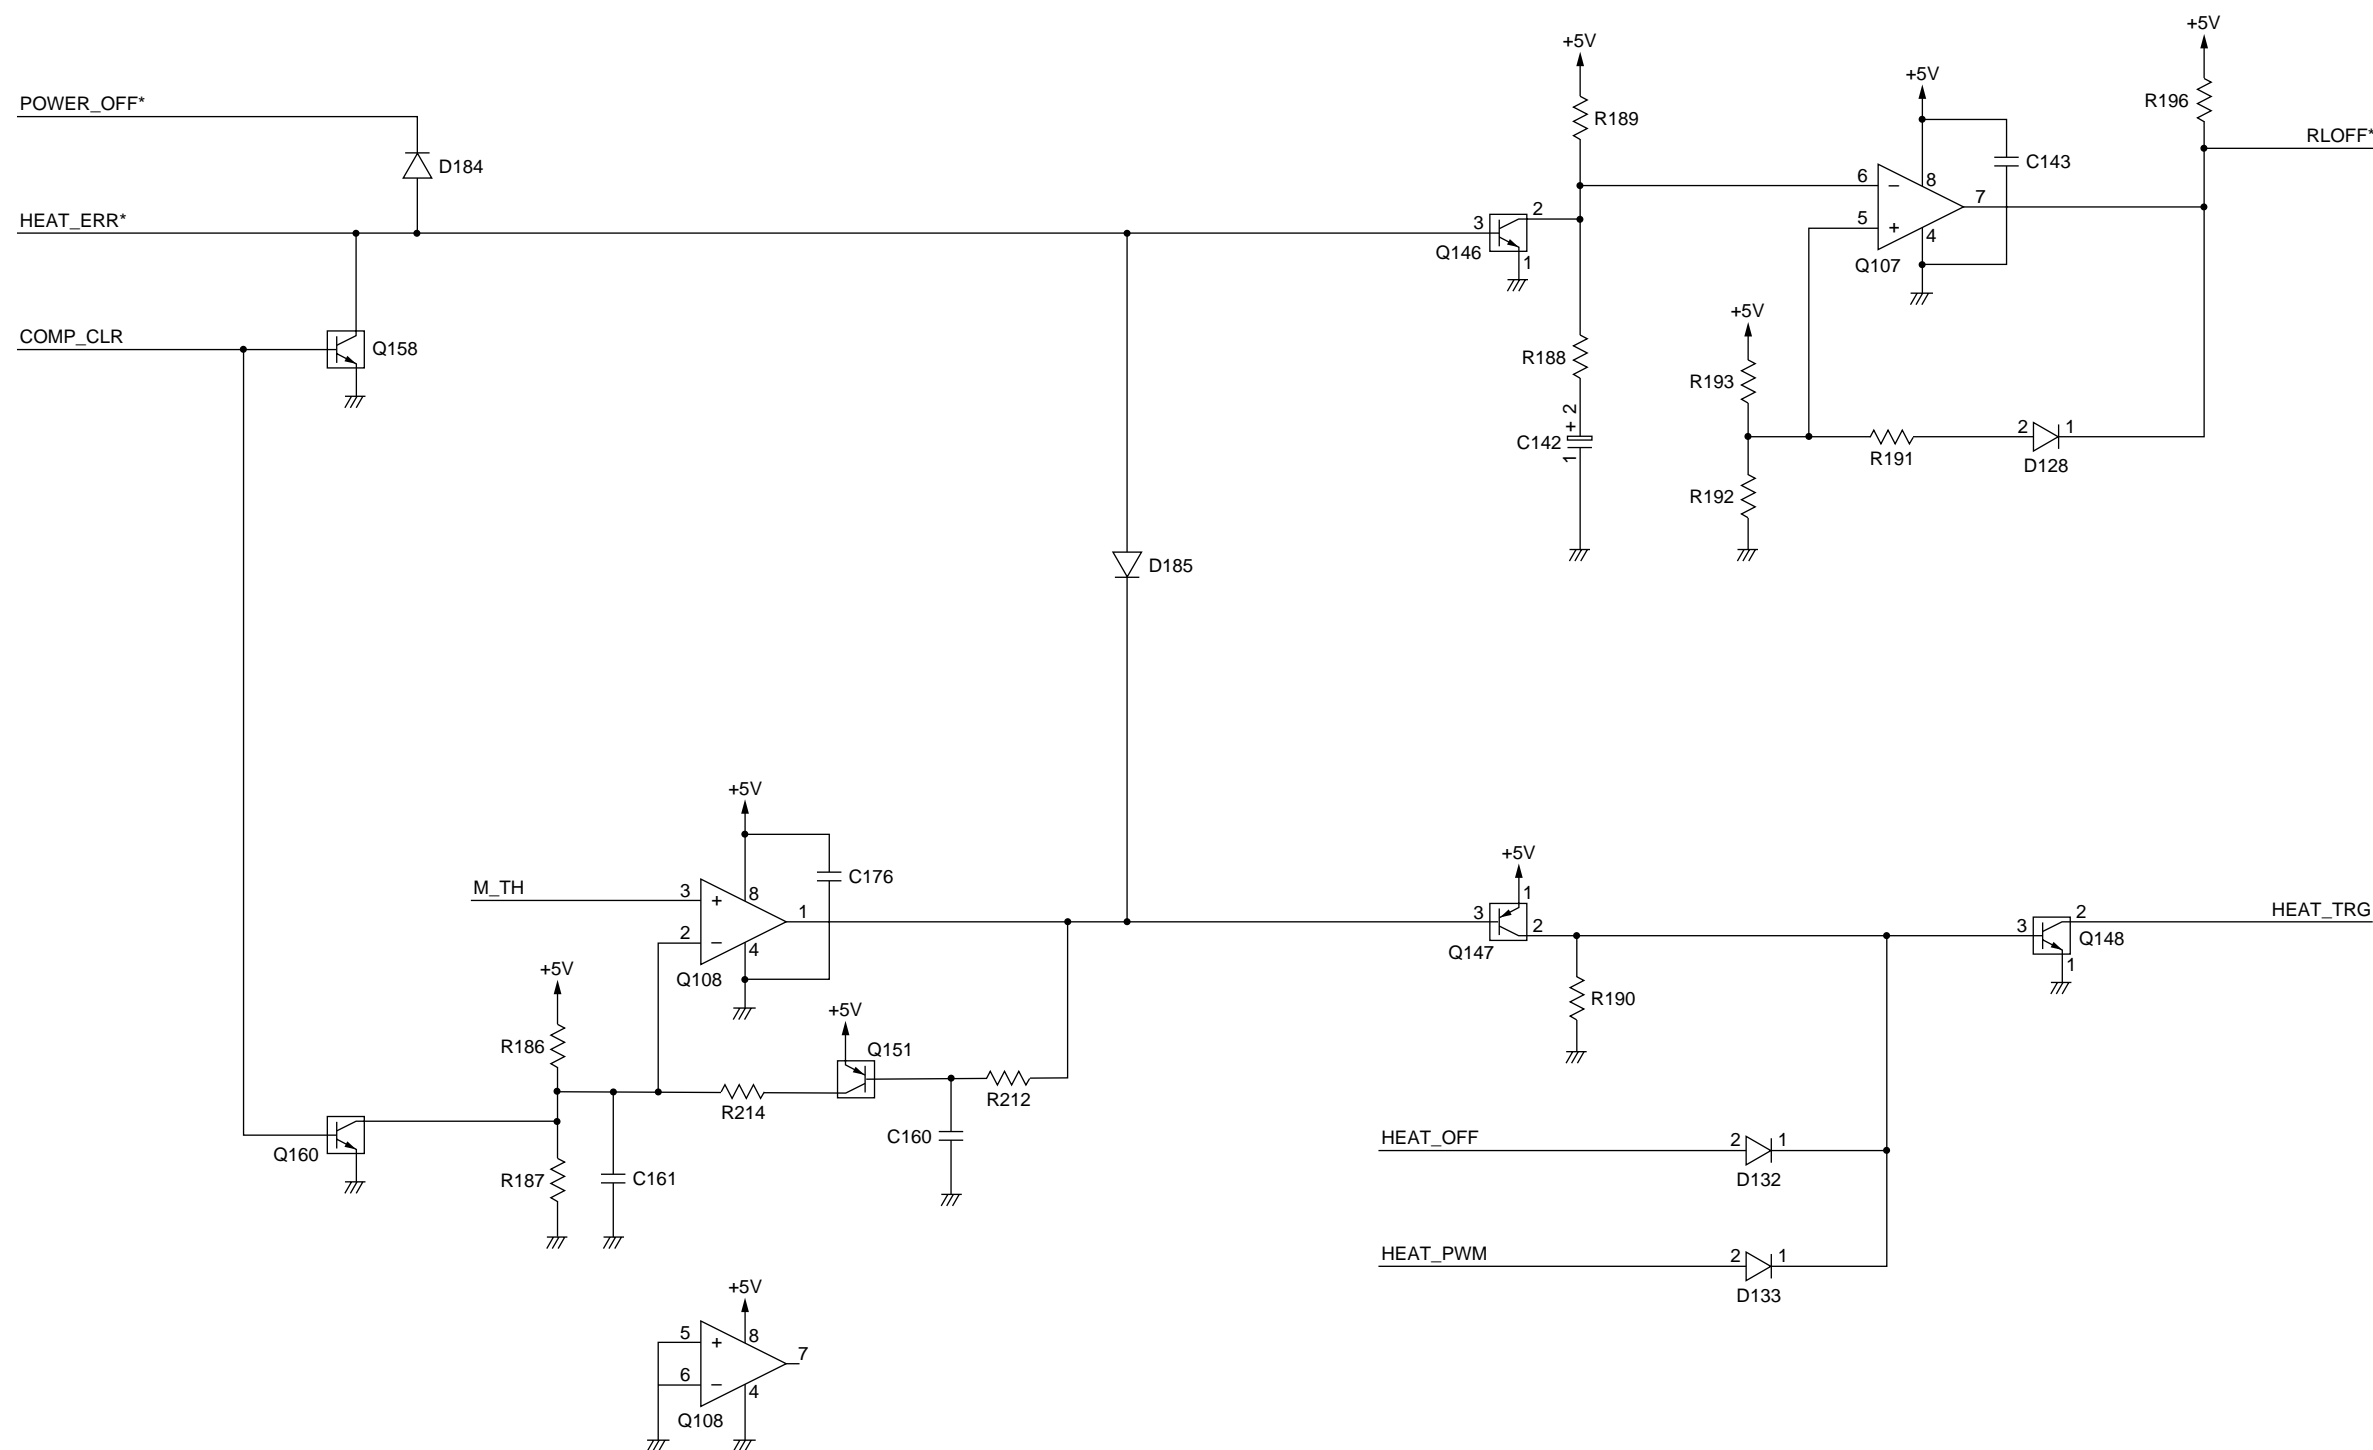 +5V
+5V
+5V
POWER_OFF*
R196
R189
RLOFF*
D184
C143
6
−
8
7
HEAT_ERR*
3
2
5
+
4
Q146
1
Q107
+5V
COMP_CLR
Q158
R188
R193
2
+
C142
1
2
1
R191
D128
R192
D185
+5V
+5V
M_TH
3
+
8
C176
1
1
3
2
HEAT_TRG
2
−
4
2
3
Q148
Q147
Q108
1
+5V
R190
+5V
R186
Q151
R214
R212
C160
HEAT_OFF
2
1
Q160
R187
C161
D132
HEAT_PWM
2
1
+5V
D133
5
+
8
7
6
−
4
Q108